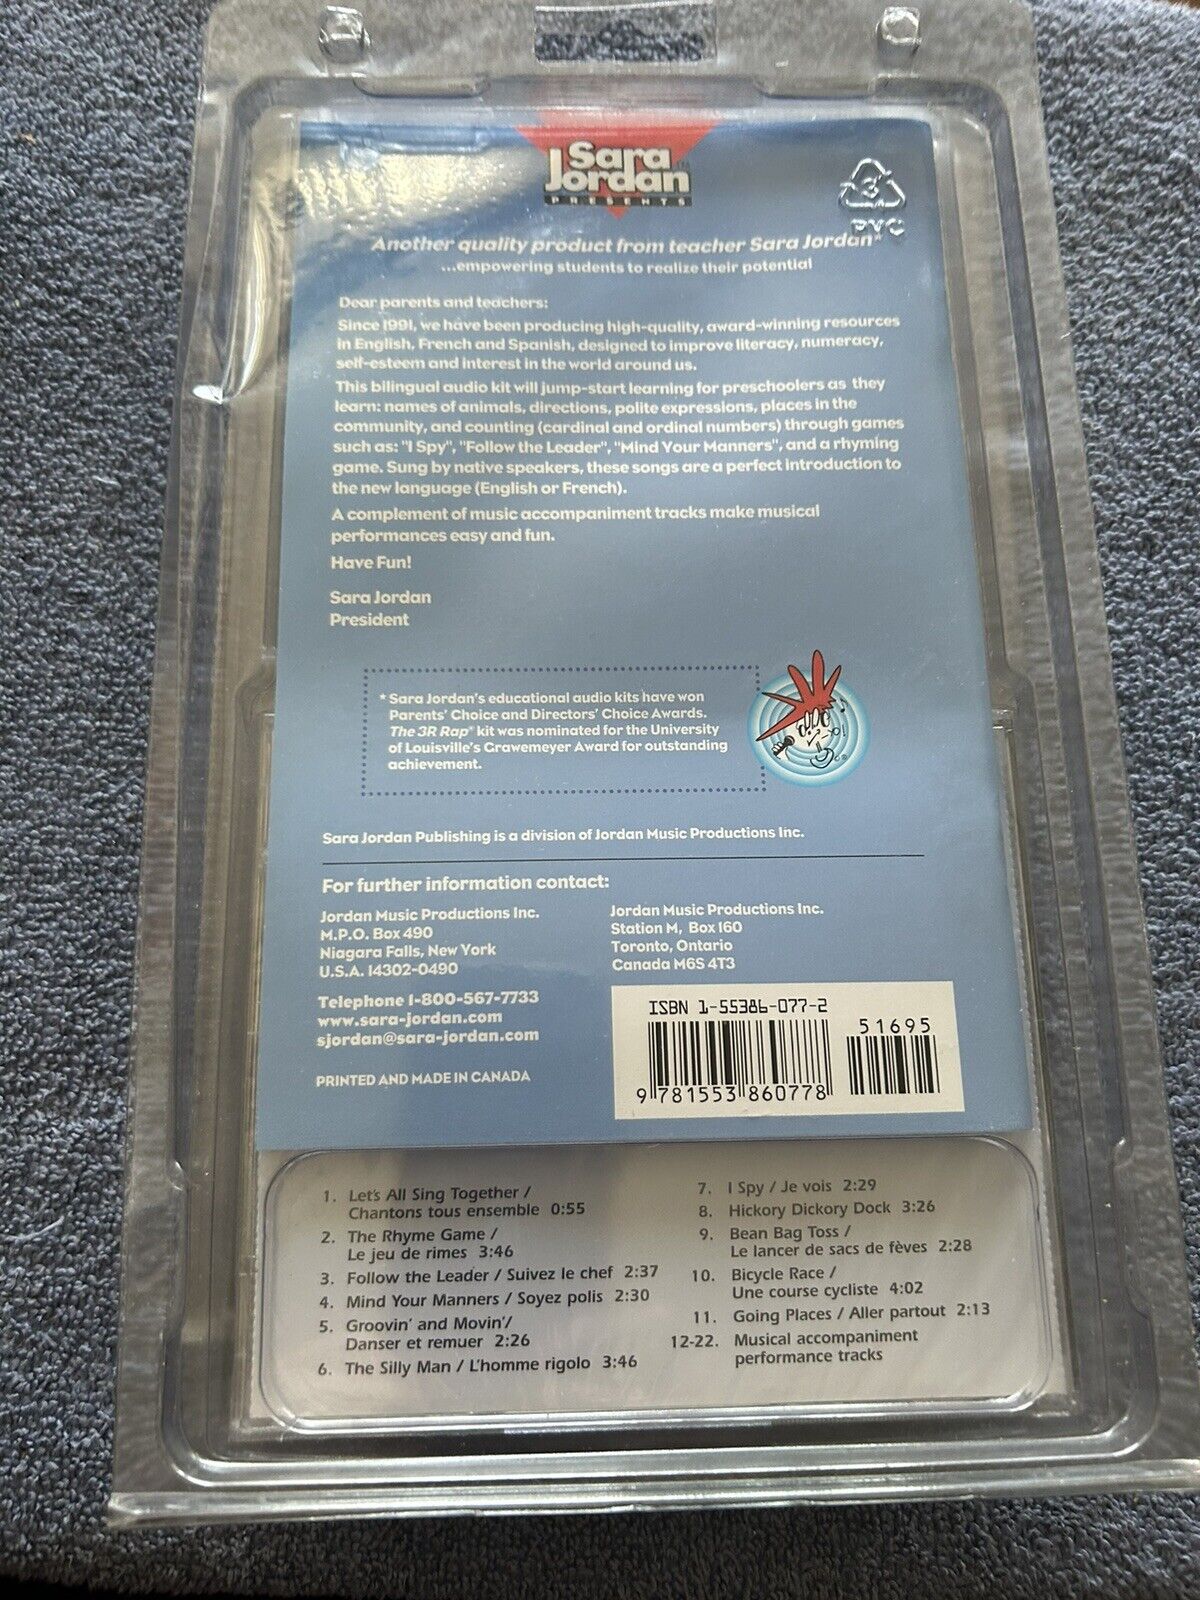 Sara
Jordan
PRESENTS
3
PVC
Another quality product from teacher Sara Jordan*
...empowering students to realize their potential
Dear parents and teachers:
Since 1991, we have been producing high-quality, award-winning resources
in English, French and Spanish, designed to improve literacy, numeracy,
self-esteem and interest in the world around us.
This bilingual audio kit will jump-start learning for preschoolers as they
learn: names of animals, directions, polite expressions, places in the
community, and counting (cardinal and ordinal numbers) through games
such as: "I Spy", "Follow the Leader", "Mind Your Manners", and a rhyming
game. Sung by native speakers, these songs are a perfect introduction to
the new language (English or French).
A complement of music accompaniment tracks make musical
performances easy and fun.
Have Fun!
Sara Jordan
President
* Sara Jordan's educational audio kits have won
Parents' Choice and Directors' Choice Awards.
The 3R Rap® kit was nominated for the University
of Louisville's Grawemeyer Award for outstanding
achievement.
Sara Jordan Publishing is a division of Jordan Music Productions Inc.
For further information contact:
Jordan Music Productions Inc.
M.P.O. Box 490
Niagara Falls, New York
U.S.A. 14302-0490
Jordan Music Productions Inc.
Station M, Box 160
Toronto, Ontario
Canada M6S 4T3
Telephone 1-800-567-7733
www.sara-jordan.com
sjordan@sara-jordan.com
PRINTED AND MADE IN CANADA
ISBN 1-55386-077-2
51695
9 781553 860778
1. Let's All Sing Together /
Chantons tous ensemble 0:55
2. The Rhyme Game /
Le jeu de rimes 3:46
3. Follow the Leader / Suivez le chef 2:37
4. Mind Your Manners / Soyez polis 2:30
5. Groovin' and Movin'/
Danser et remuer 2:26
6. The Silly Man / L'homme rigolo 3:46
7. I Spy / Je vois 2:29
8. Hickory Dickory Dock 3:26
9. Bean Bag Toss /
Le lancer de sacs de fèves 2:28
10. Bicycle Race /
Une course cycliste 4:02
11. Going Places / Aller partout 2:13
12-22. Musical accompaniment
performance tracks